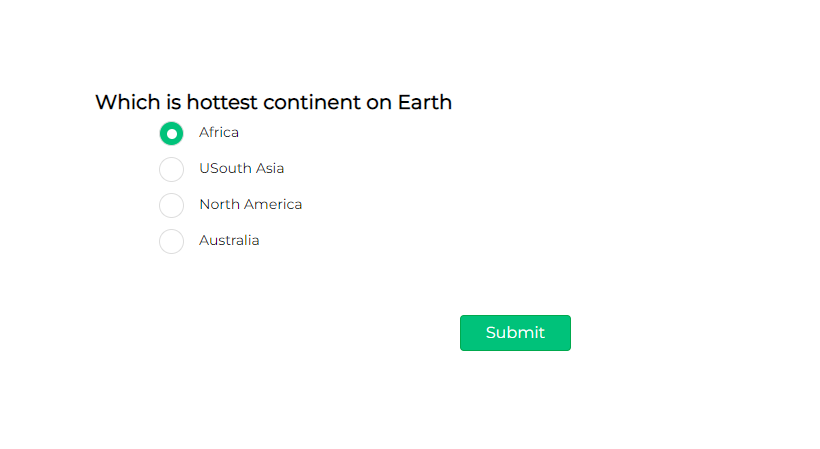 Which is hottest continent on Earth
Africa
USouth Asia
North America
Australia
Submit